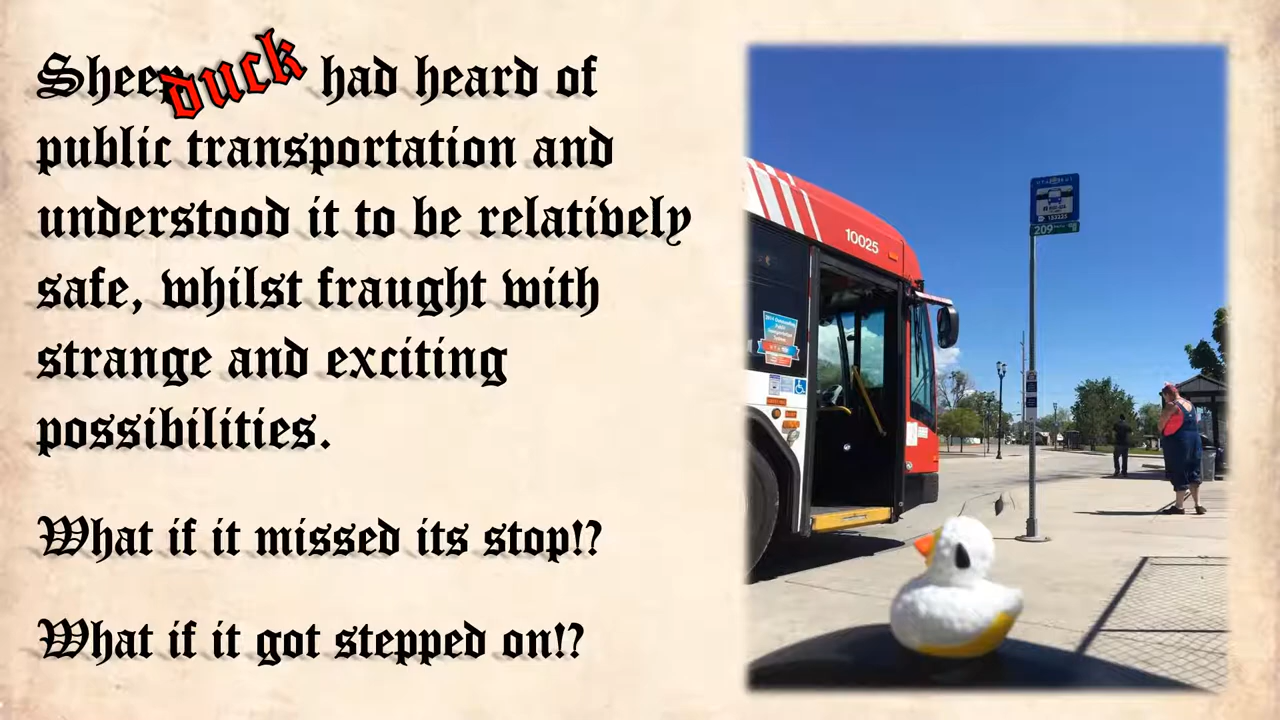 Sheep duck had heard of
public transportation and
understood it to be relatively
safe, whilst fraught with
strange and exciting
possibilities.
What if it missed its stop!?
What if it got stepped on!?
10025
153225
209